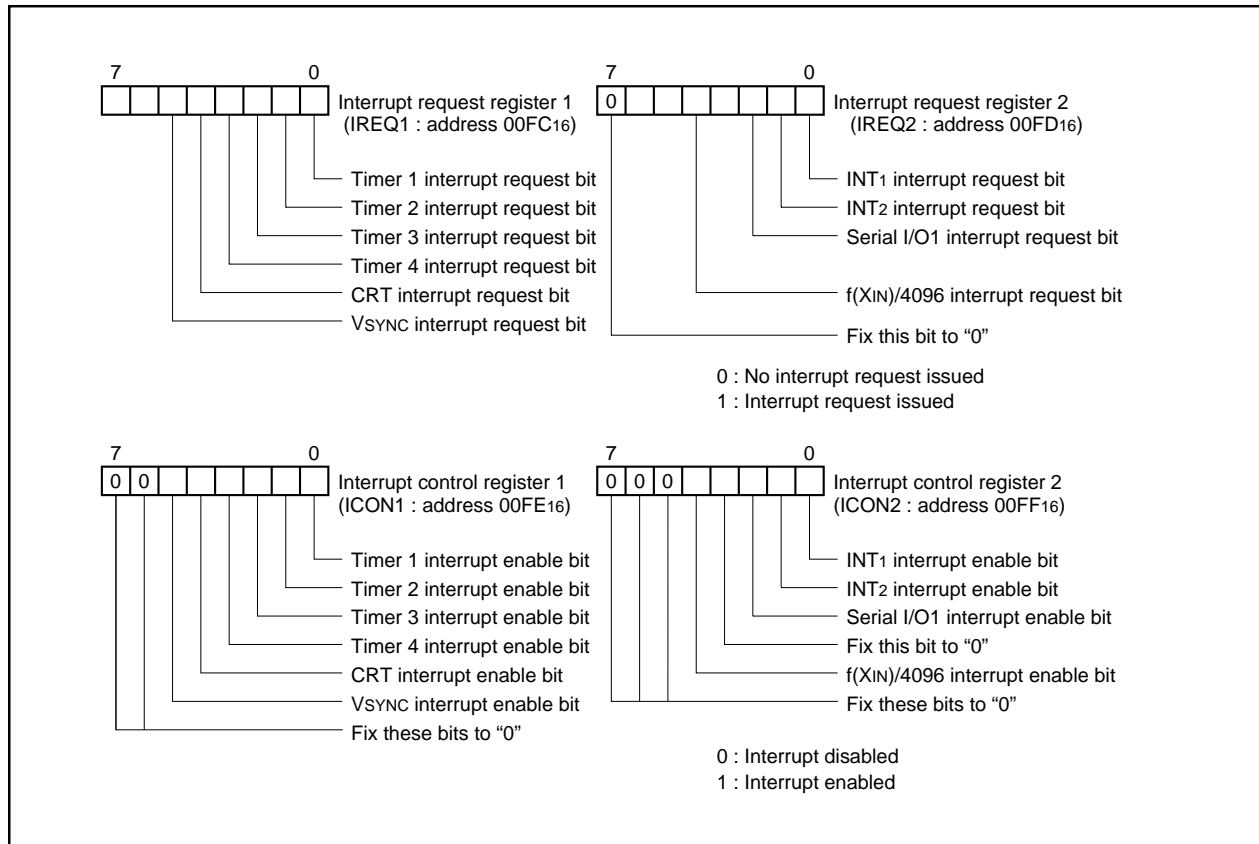 7 0
Interrupt request register 1
(IREQ1 : address 00FC16)
Timer 1 interrupt request bit
Timer 2 interrupt request bit
Timer 3 interrupt request bit
Timer 4 interrupt request bit
CRT interrupt request bit
VSYNC interrupt request bit
7 0
0 Interrupt request register 2
(IREQ2 : address 00FD16)
INT1 interrupt request bit
INT2 interrupt request bit
Serial I/O1 interrupt request bit
f(XIN)/4096 interrupt request bit
Fix this bit to “0”
0 : No interrupt request issued
1 : Interrupt request issued
7 0
0 0 Interrupt control register 1
(ICON1 : address 00FE16)
Timer 1 interrupt enable bit
Timer 2 interrupt enable bit
Timer 3 interrupt enable bit
Timer 4 interrupt enable bit
CRT interrupt enable bit
VSYNC interrupt enable bit
Fix these bits to “0”
7 0
0 0 0 Interrupt control register 2
(ICON2 : address 00FF16)
INT1 interrupt enable bit
INT2 interrupt enable bit
Serial I/O1 interrupt enable bit
Fix this bit to “0”
f(XIN)/4096 interrupt enable bit
Fix these bits to “0”
0 : Interrupt disabled
1 : Interrupt enabled